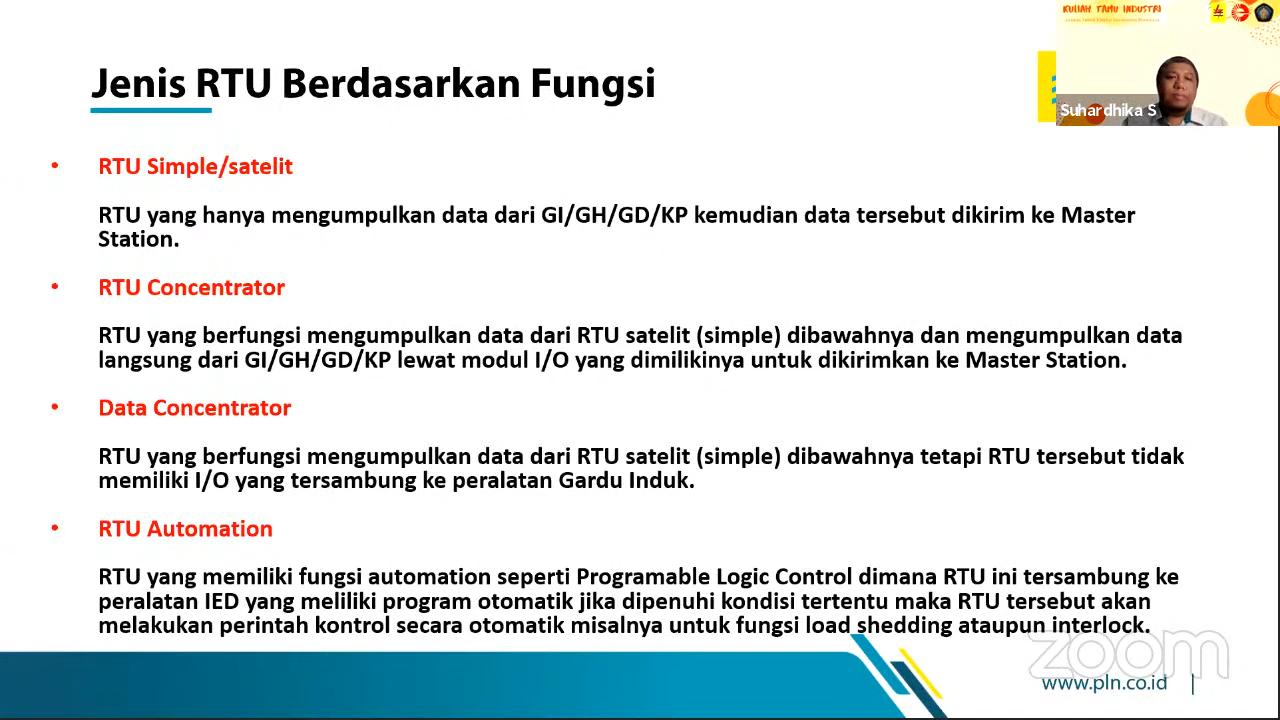 KULIAH TAMU INDUSTRI
Jenis RTU Berdasarkan Fungsi
Suhardhika S
• RTU Simple/satelit
RTU yang hanya mengumpulkan data dari GI/GH/GD/KP kemudian data tersebut dikirim ke Master
Station.
• RTU Concentrator
RTU yang berfungsi mengumpulkan data dari RTU satelit (simple) dibawahnya dan mengumpulkan data
langsung dari GI/GH/GD/KP lewat modul I/O yang dimilikinya untuk dikirimkan ke Master Station.
• Data Concentrator
RTU yang berfungsi mengumpulkan data dari RTU satelit (simple) dibawahnya tetapi RTU tersebut tidak
memiliki I/O yang tersambung ke peralatan Gardu Induk.
• RTU Automation
RTU yang memiliki fungsi automation seperti Programable Logic Control dimana RTU ini tersambung ke
peralatan IED yang meliliki program otomatik jika dipenuhi kondisi tertentu maka RTU tersebut akan
melakukan perintah kontrol secara otomatik misalnya untuk fungsi load shedding ataupun interlock.
zoom
www.pln.co.id |